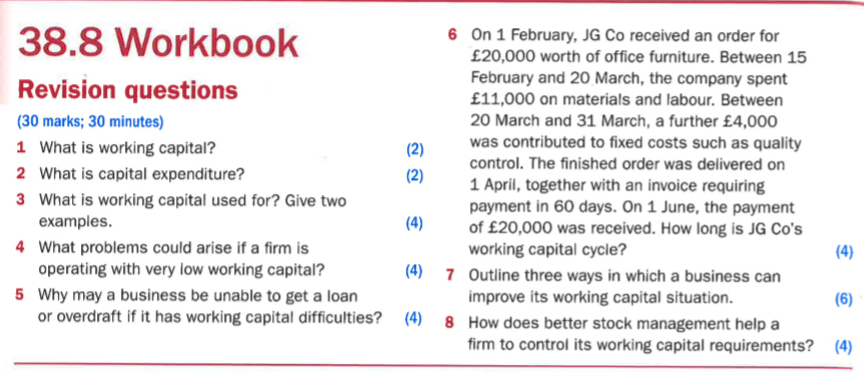 38.8 Workbook
Revision questions
(30 marks; 30 minutes)
1 What is working capital? (2)
2 What is capital expenditure? (2)
3 What is working capital used for? Give two
examples. (4)
4 What problems could arise if a firm is
operating with very low working capital? (4)
5 Why may a business be unable to get a loan
or overdraft if it has working capital difficulties? (4)
6 On 1 February, JG Co received an order for
£20,000 worth of office furniture. Between 15
February and 20 March, the company spent
£11,000 on materials and labour. Between
20 March and 31 March, a further £4,000
was contributed to fixed costs such as quality
control. The finished order was delivered on
1 April, together with an invoice requiring
payment in 60 days. On 1 June, the payment
of £20,000 was received. How long is JG Co's
working capital cycle? (4)
7 Outline three ways in which a business can
improve its working capital situation. (6)
8 How does better stock management help a
firm to control its working capital requirements? (4)